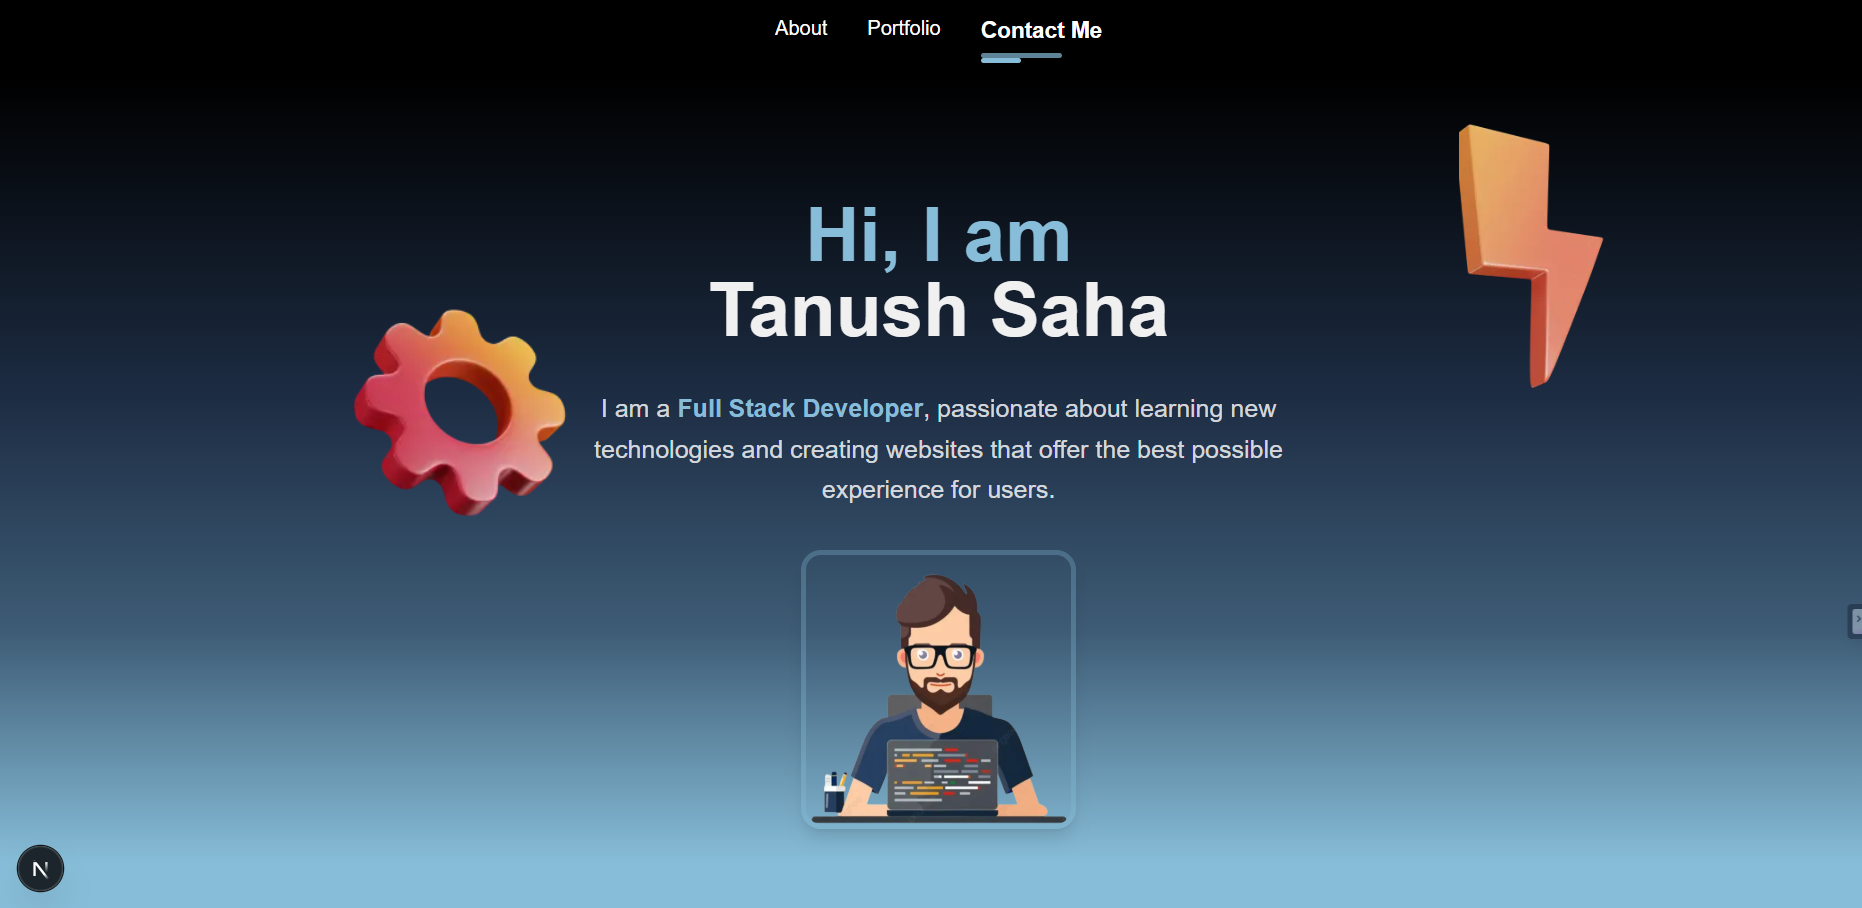 About Portfolio Contact Me
Hi, I am
Tanush Saha
I am a Full Stack Developer, passionate about learning new
technologies and creating websites that offer the best possible
experience for users.
N